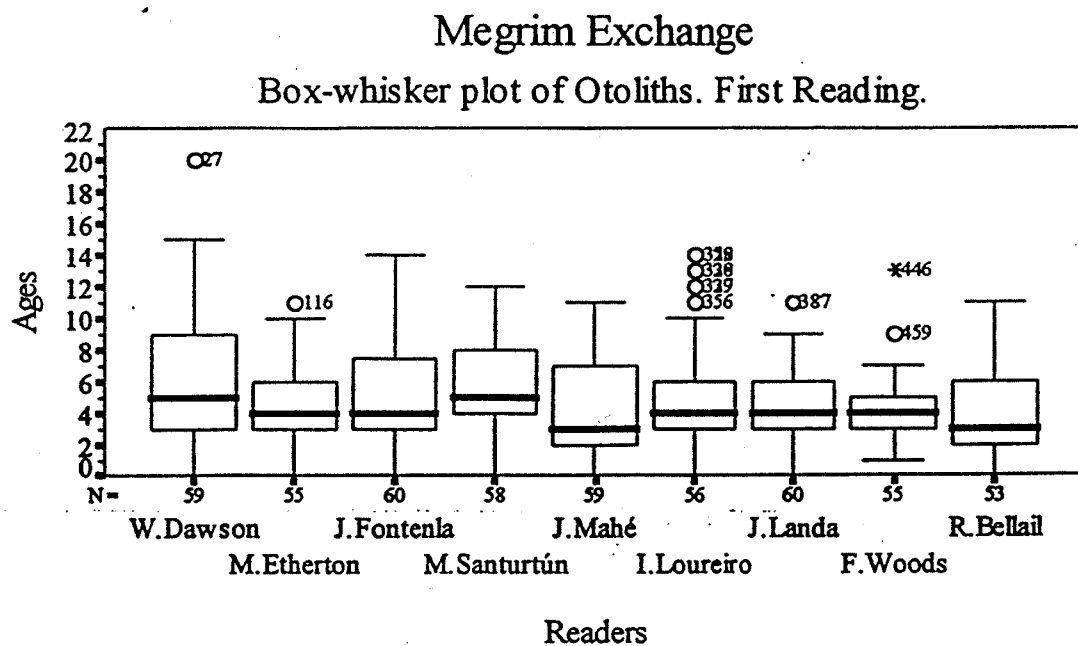 Megrim Exchange
Box-whisker plot of Otoliths. First Reading.
22
20
18
16
14
12
10
8
6
4
2
0
Ages
27
116
356
387
*446
459
N= 59 55 60 58 59 56 60 55 53
W.Dawson J.Fontenla J.Mahé J.Landa R.Bellail
M.Etherton M.Santurtún I.Loureiro F.Woods
Readers